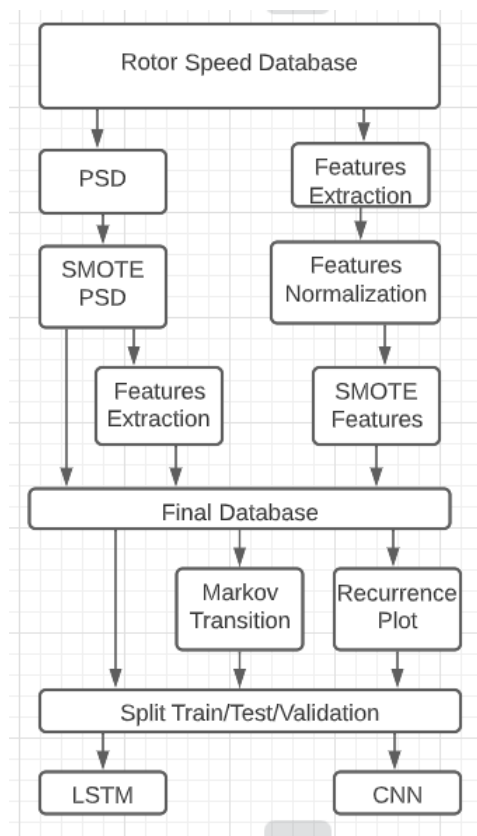 Rotor Speed Database
PSD
Features
Extraction
SMOTE
PSD
Features
Normalization
Features
Extraction
SMOTE
Features
Final Database
Markov
Transition
Recurrence
Plot
Split Train/Test/Validation
LSTM
CNN